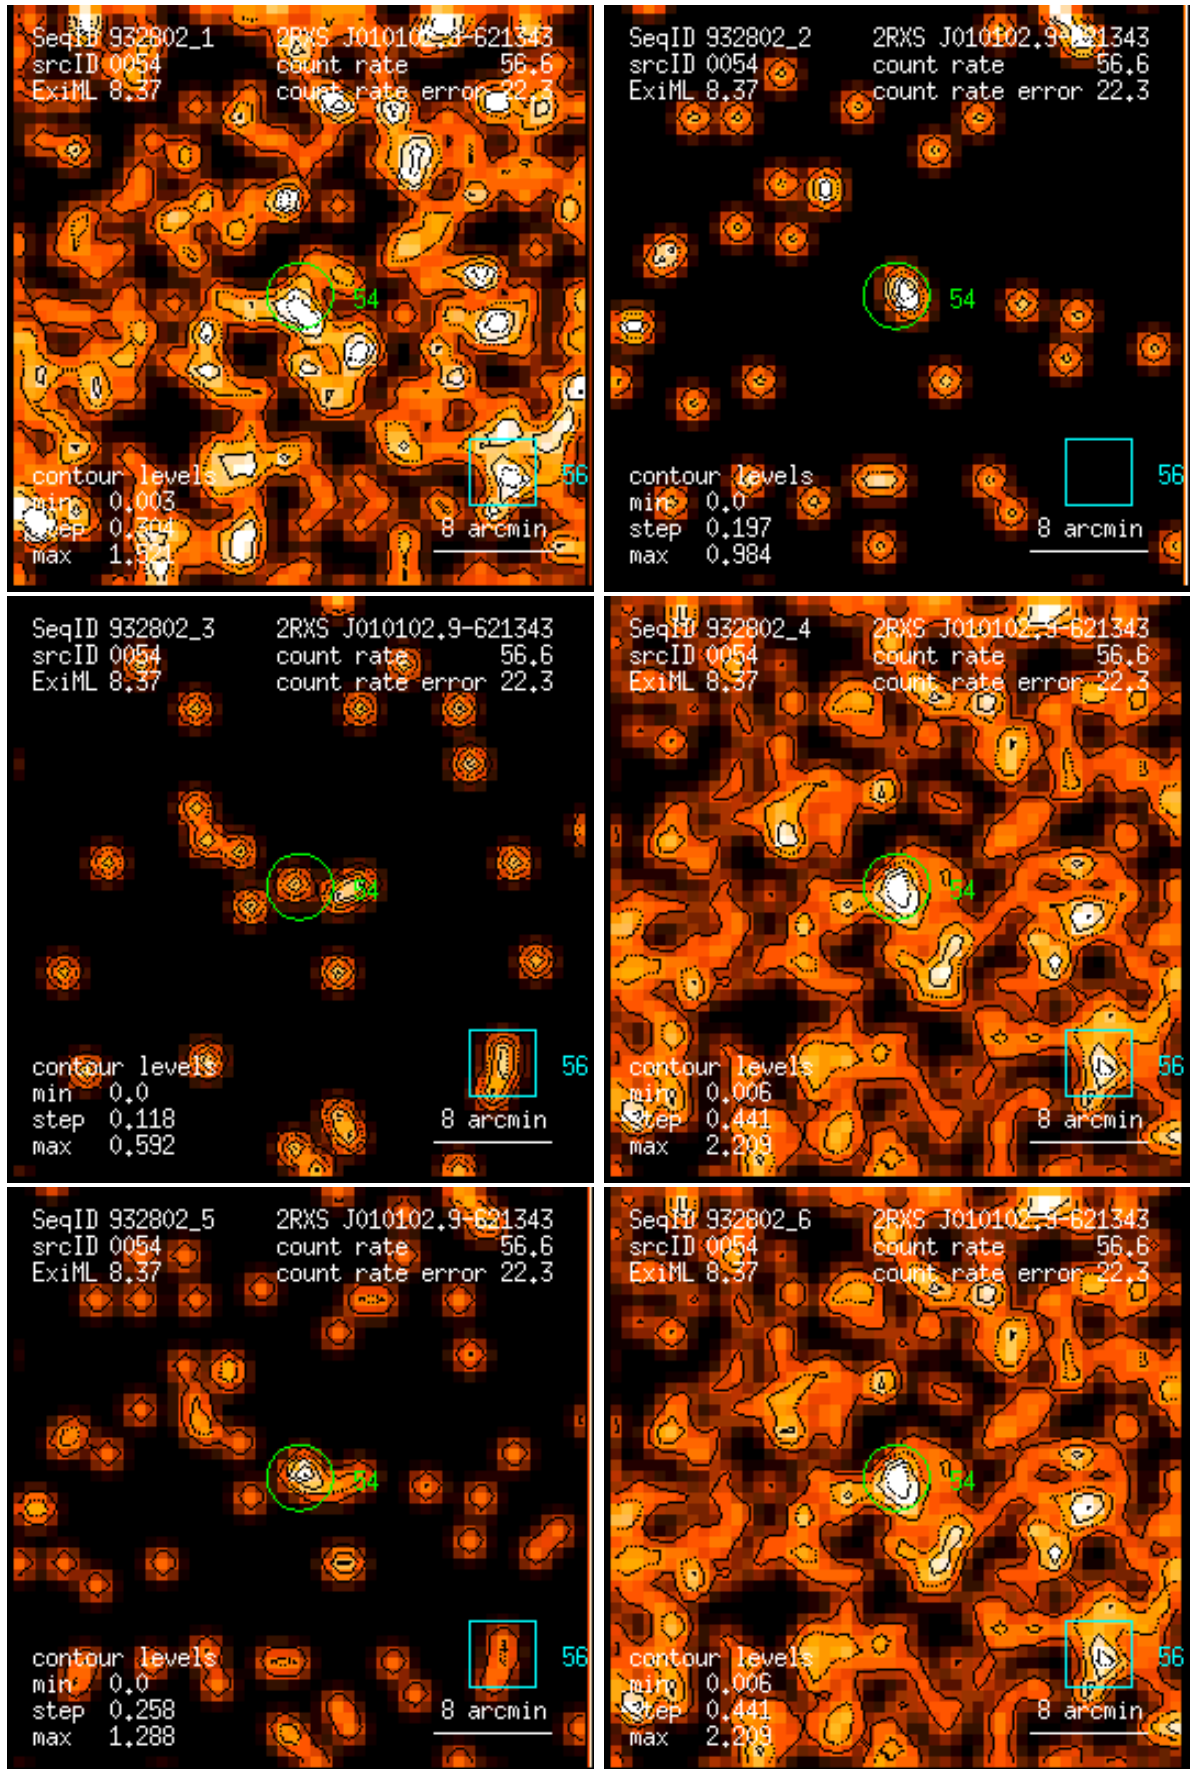 SeqID 932802_1 2RXS J010102.9-621343
srcID 0054 count rate 56.6
ExiML 8.37 count rate error 22.3
54
56
contour levels
min 0.003
step 0.304
8 arcmin
max 1.521
SeqID 932802_2 2RXS J010102.9-621343
srcID 0054 count rate 56.6
ExiML 8.37 count rate error 22.3
54
contour levels 56
min 0.0
step 0.197 8 arcmin
max 0.984
SeqID 932802_3 2RXS J010102.9-621343
srcID 0054 count rate 56.6
ExiML 8.37 count rate error 22.3
54
contour levels 56
min 0.0
step 0.118 8 arcmin
max 0.592
SeqID 932802_4 2RXS J010102.9-621343
srcID 0054 count rate 56.6
ExiML 8.37 count rate error 22.3
54
contour levels 56
min 0.006
step 0.441 8 arcmin
max 2.209
SeqID 932802_5 2RXS J010102.9-621343
srcID 0054 count rate 56.6
ExiML 8.37 count rate error 22.3
54
contour levels 56
min 0.0
step 0.258 8 arcmin
max 1.288
SeqID 932802_6 2RXS J010102.9-621343
srcID 0054 count rate 56.6
ExiML 8.37 count rate error 22.3
54
contour levels 56
min 0.006
step 0.441 8 arcmin
max 2.209